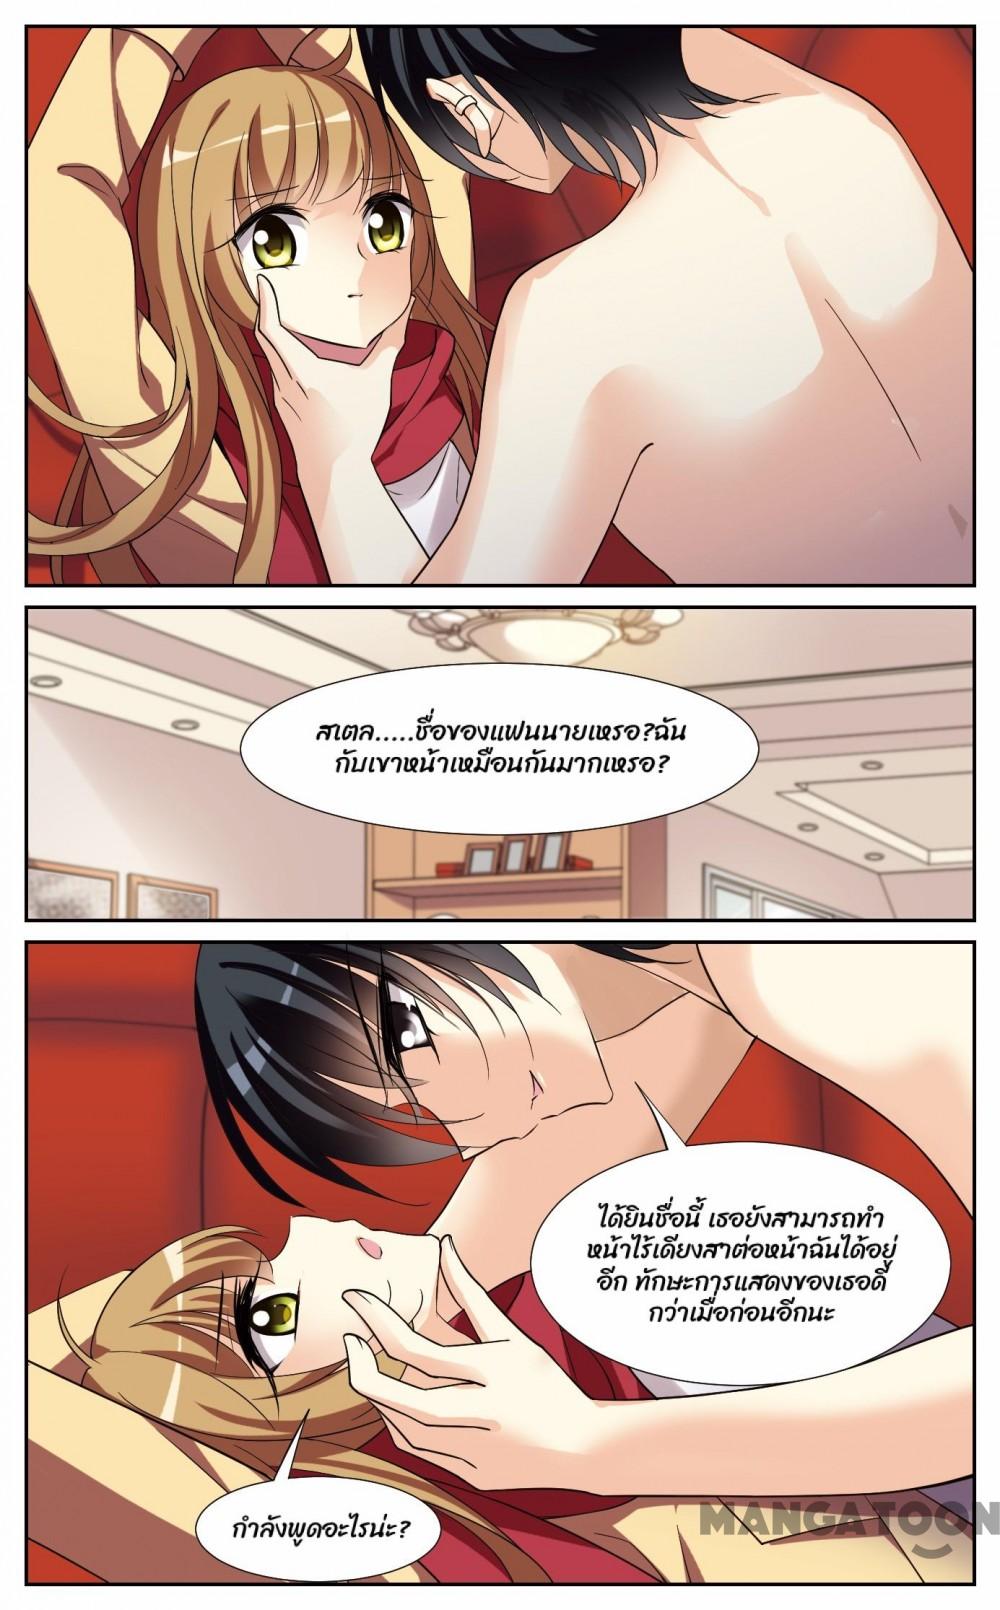 สเตล.....ชื่อของแฟนนายเหรอ?ฉัน
กับเขาหน้าเหมือนกันมากเหรอ?
ได้ยินชื่อนี้ เธอยังสามารถทำ
หน้าไร้เดียงสาต่อหน้าฉันได้อยู่
อีก ทักษะการแสดงของเธอดี
กว่าเมื่อก่อนอีกนะ
กำลังพูดอะไรน่ะ?
MANGATOON